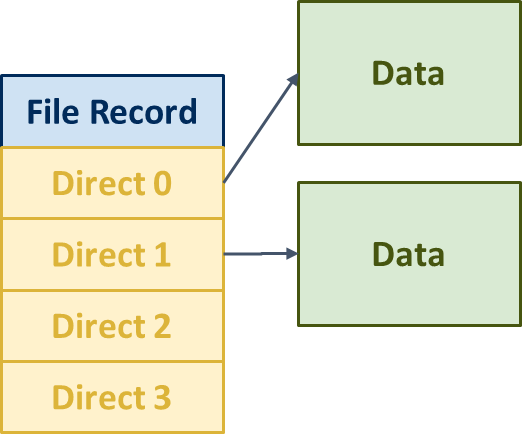 Data
File Record
Direct 0
Direct 1
Data
Direct 2
Direct 3